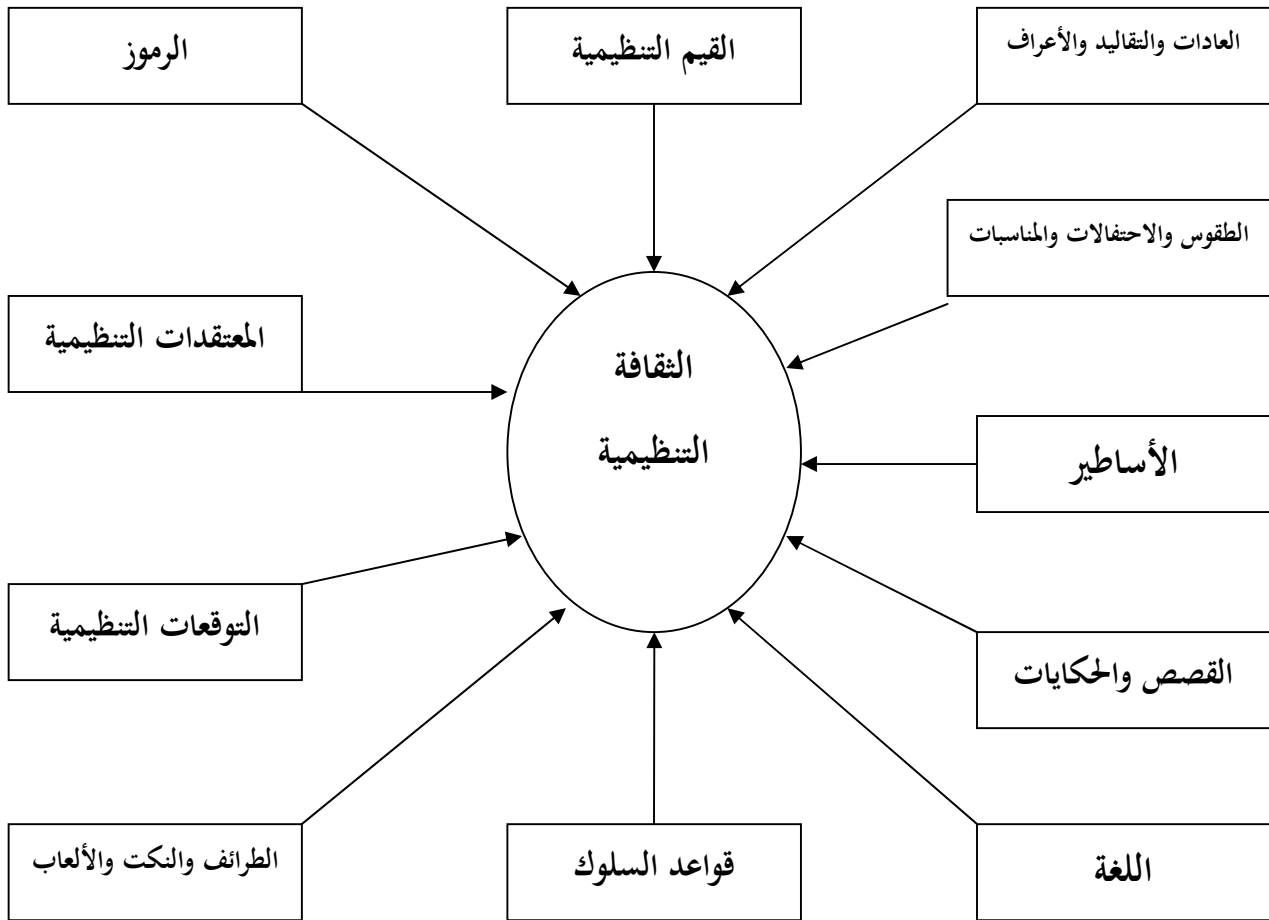 العادات والتقاليد والأعراف
القيم التنظيمية
الرموز
الطقوس والاحتفالات والمناسبات
المعتقدات التنظيمية
الثقافة
التنظيمية
الأساطير
التوقعات التنظيمية
القصص والحكايات
اللغة
قواعد السلوك
الطرائف والنكت والألعاب